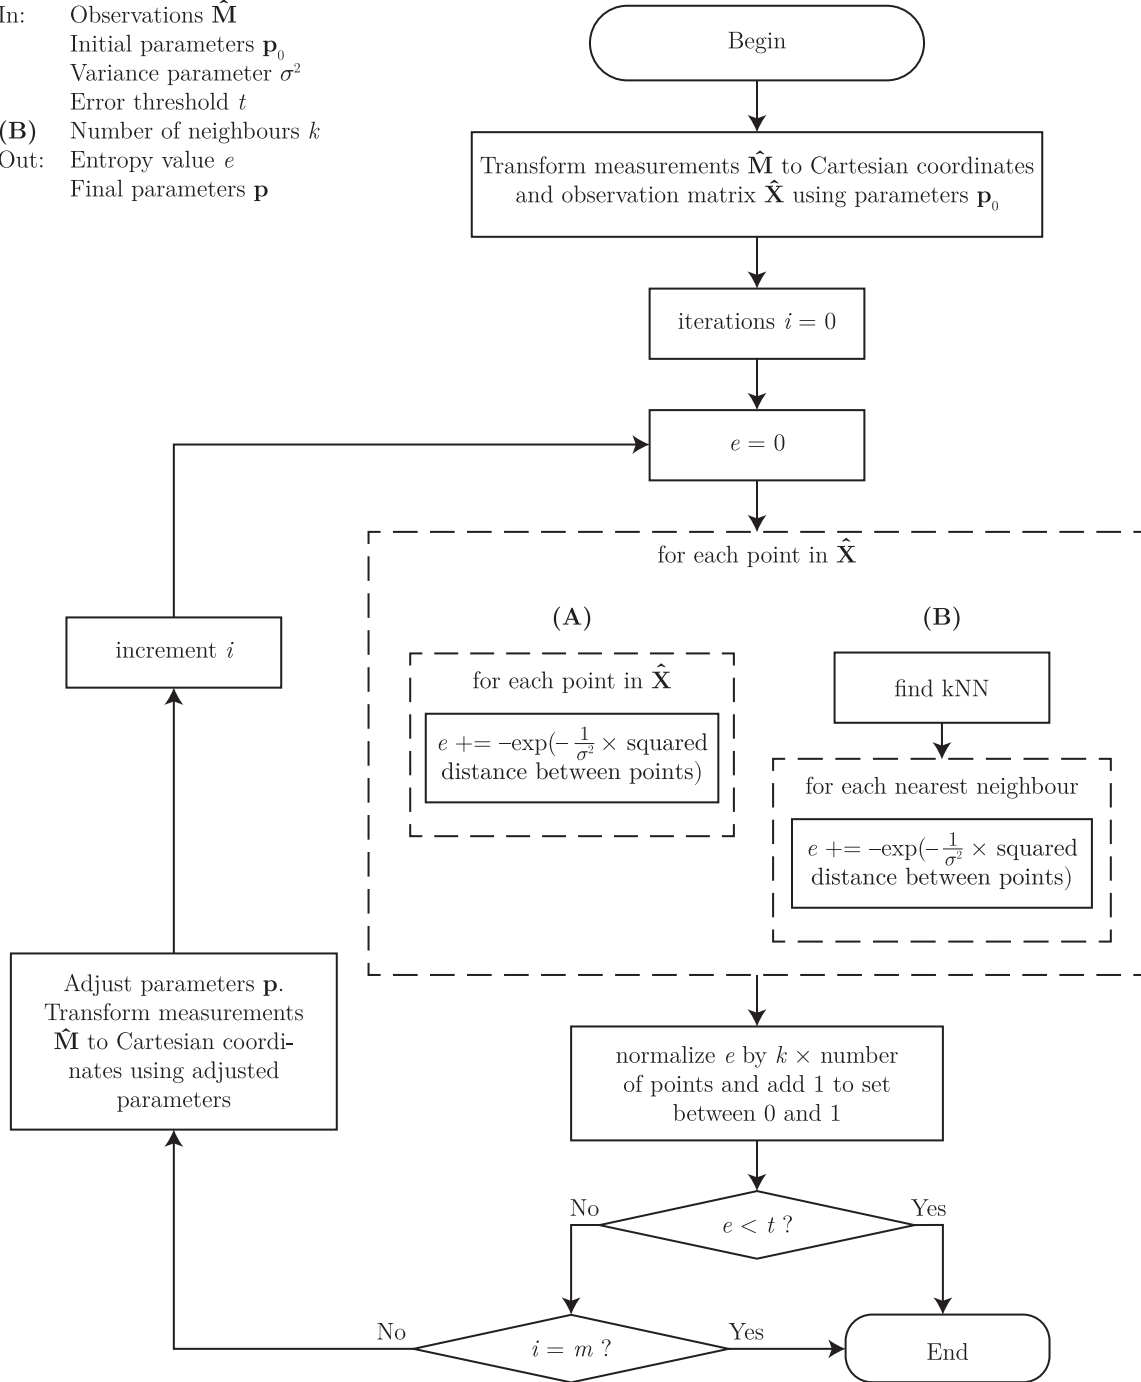 In: Observations M̂
Initial parameters p₀
Variance parameter σ²
Error threshold t
(B) Number of neighbours k
Out: Entropy value e
Final parameters p
Begin
Transform measurements M̂ to Cartesian coordinates
and observation matrix X̂ using parameters p₀
iterations i = 0
e = 0
for each point in X̂
(A)
for each point in X̂
e += –exp(– 1/σ² × squared
distance between points)
(B)
find kNN
for each nearest neighbour
e += –exp(– 1/σ² × squared
distance between points)
normalize e by k × number
of points and add 1 to set
between 0 and 1
e < t ?
No
Yes
i = m ?
No
Yes
End
Adjust parameters p.
Transform measurements
M̂ to Cartesian coordi-
nates using adjusted
parameters
increment i